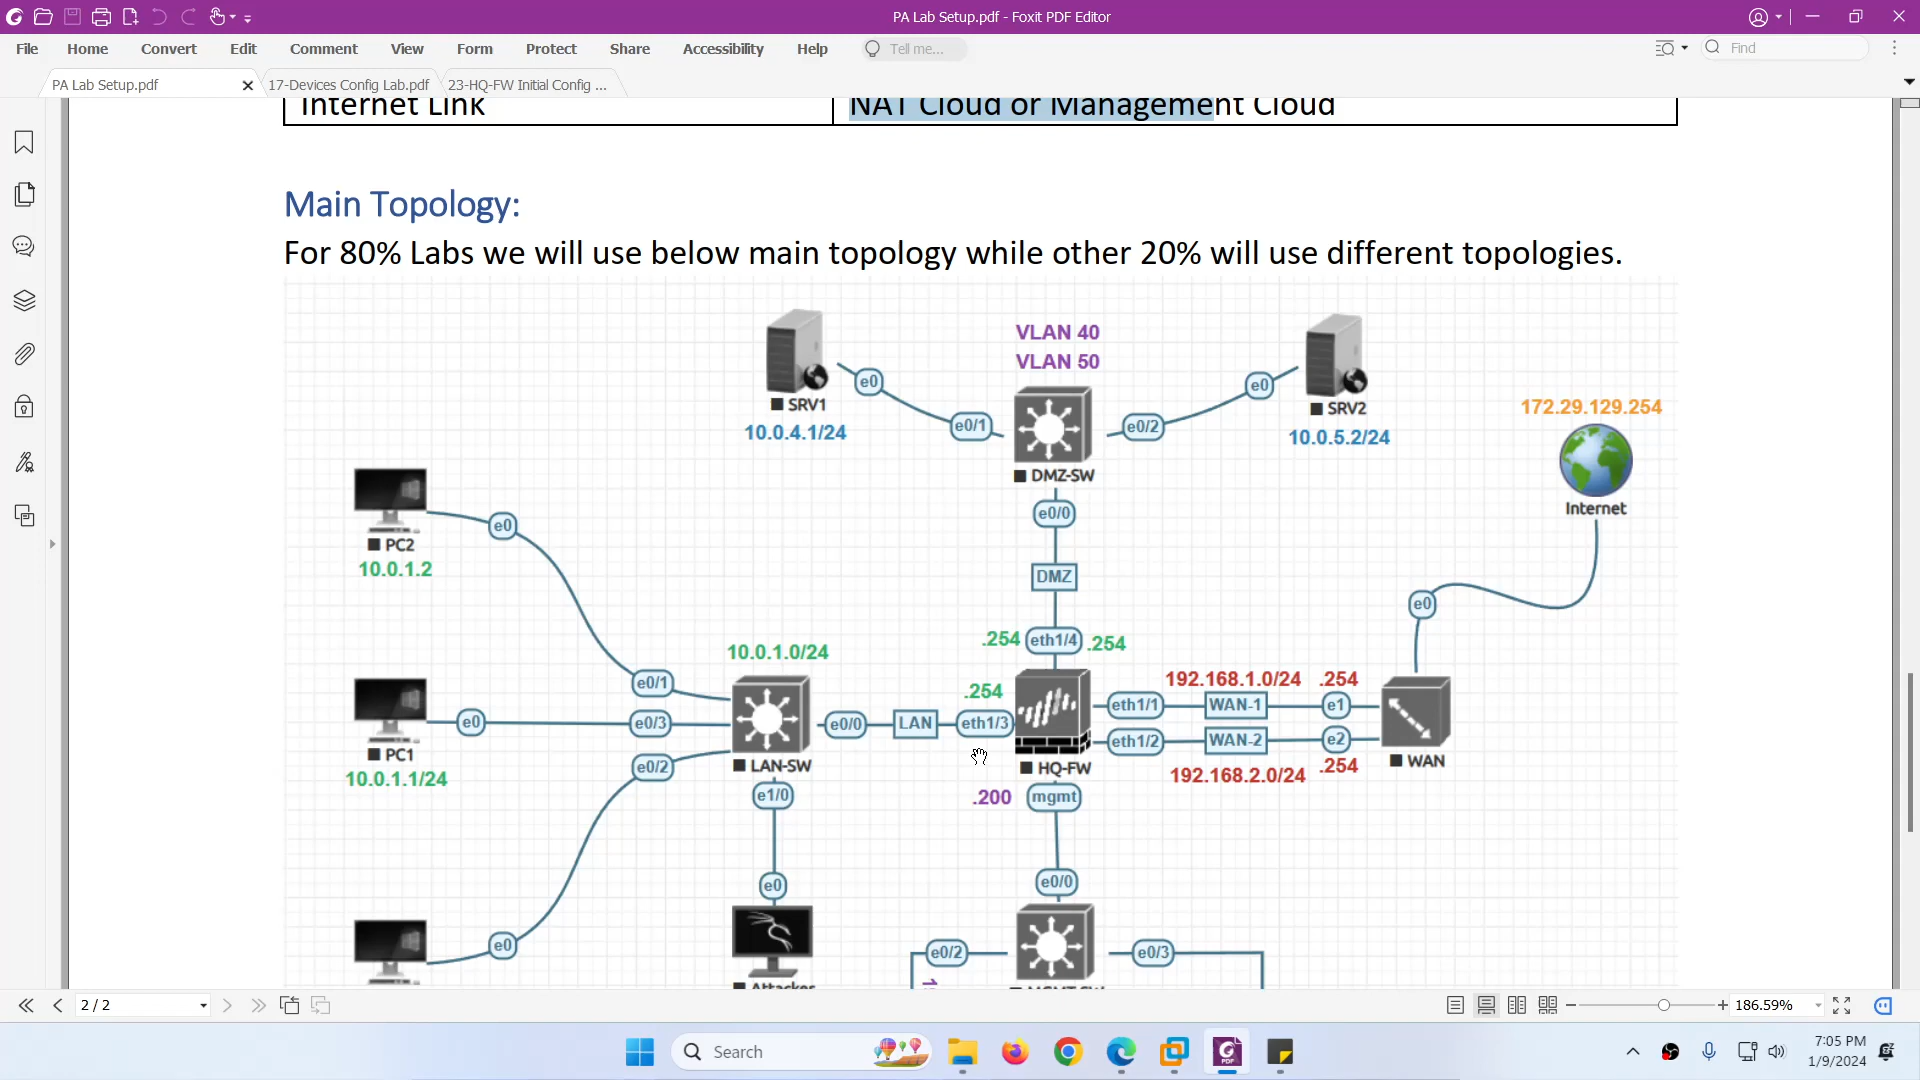 PA Lab Setup.pdf - Foxit PDF Editor
File Home Convert Edit Comment View Form Protect Share Accessibility Help Tell me... Find
PA Lab Setup.pdf 17-Devices Config Lab.pdf 23-HQ-FW Initial Config ...
Internet Link NAT Cloud or Management Cloud
Main Topology:
For 80% Labs we will use below main topology while other 20% will use different topologies.
VLAN 40
VLAN 50
e0 e0
SRV1 SRV2
172.29.129.254
e0/1 e0/2
10.0.4.1/24 10.0.5.2/24
DMZ-SW
Internet
e0/0
e0
PC2
10.0.1.2
DMZ
e0
.254 eth1/4 .254
10.0.1.0/24
e0/1
.254
192.168.1.0/24 .254
eth1/1 WAN-1 e1
e0 e0/3 e0/0 LAN eth1/3
eth1/2 WAN-2 e2
PC1 LAN-SW HQ-FW WAN
e0/2
192.168.2.0/24 .254
10.0.1.1/24
e1/0 .200 mgmt
e0 e0/0
e0 e0/2 e0/3
Attacker
MGMT-SW
2 / 2 186.59%
Search
7:05 PM
1/9/2024